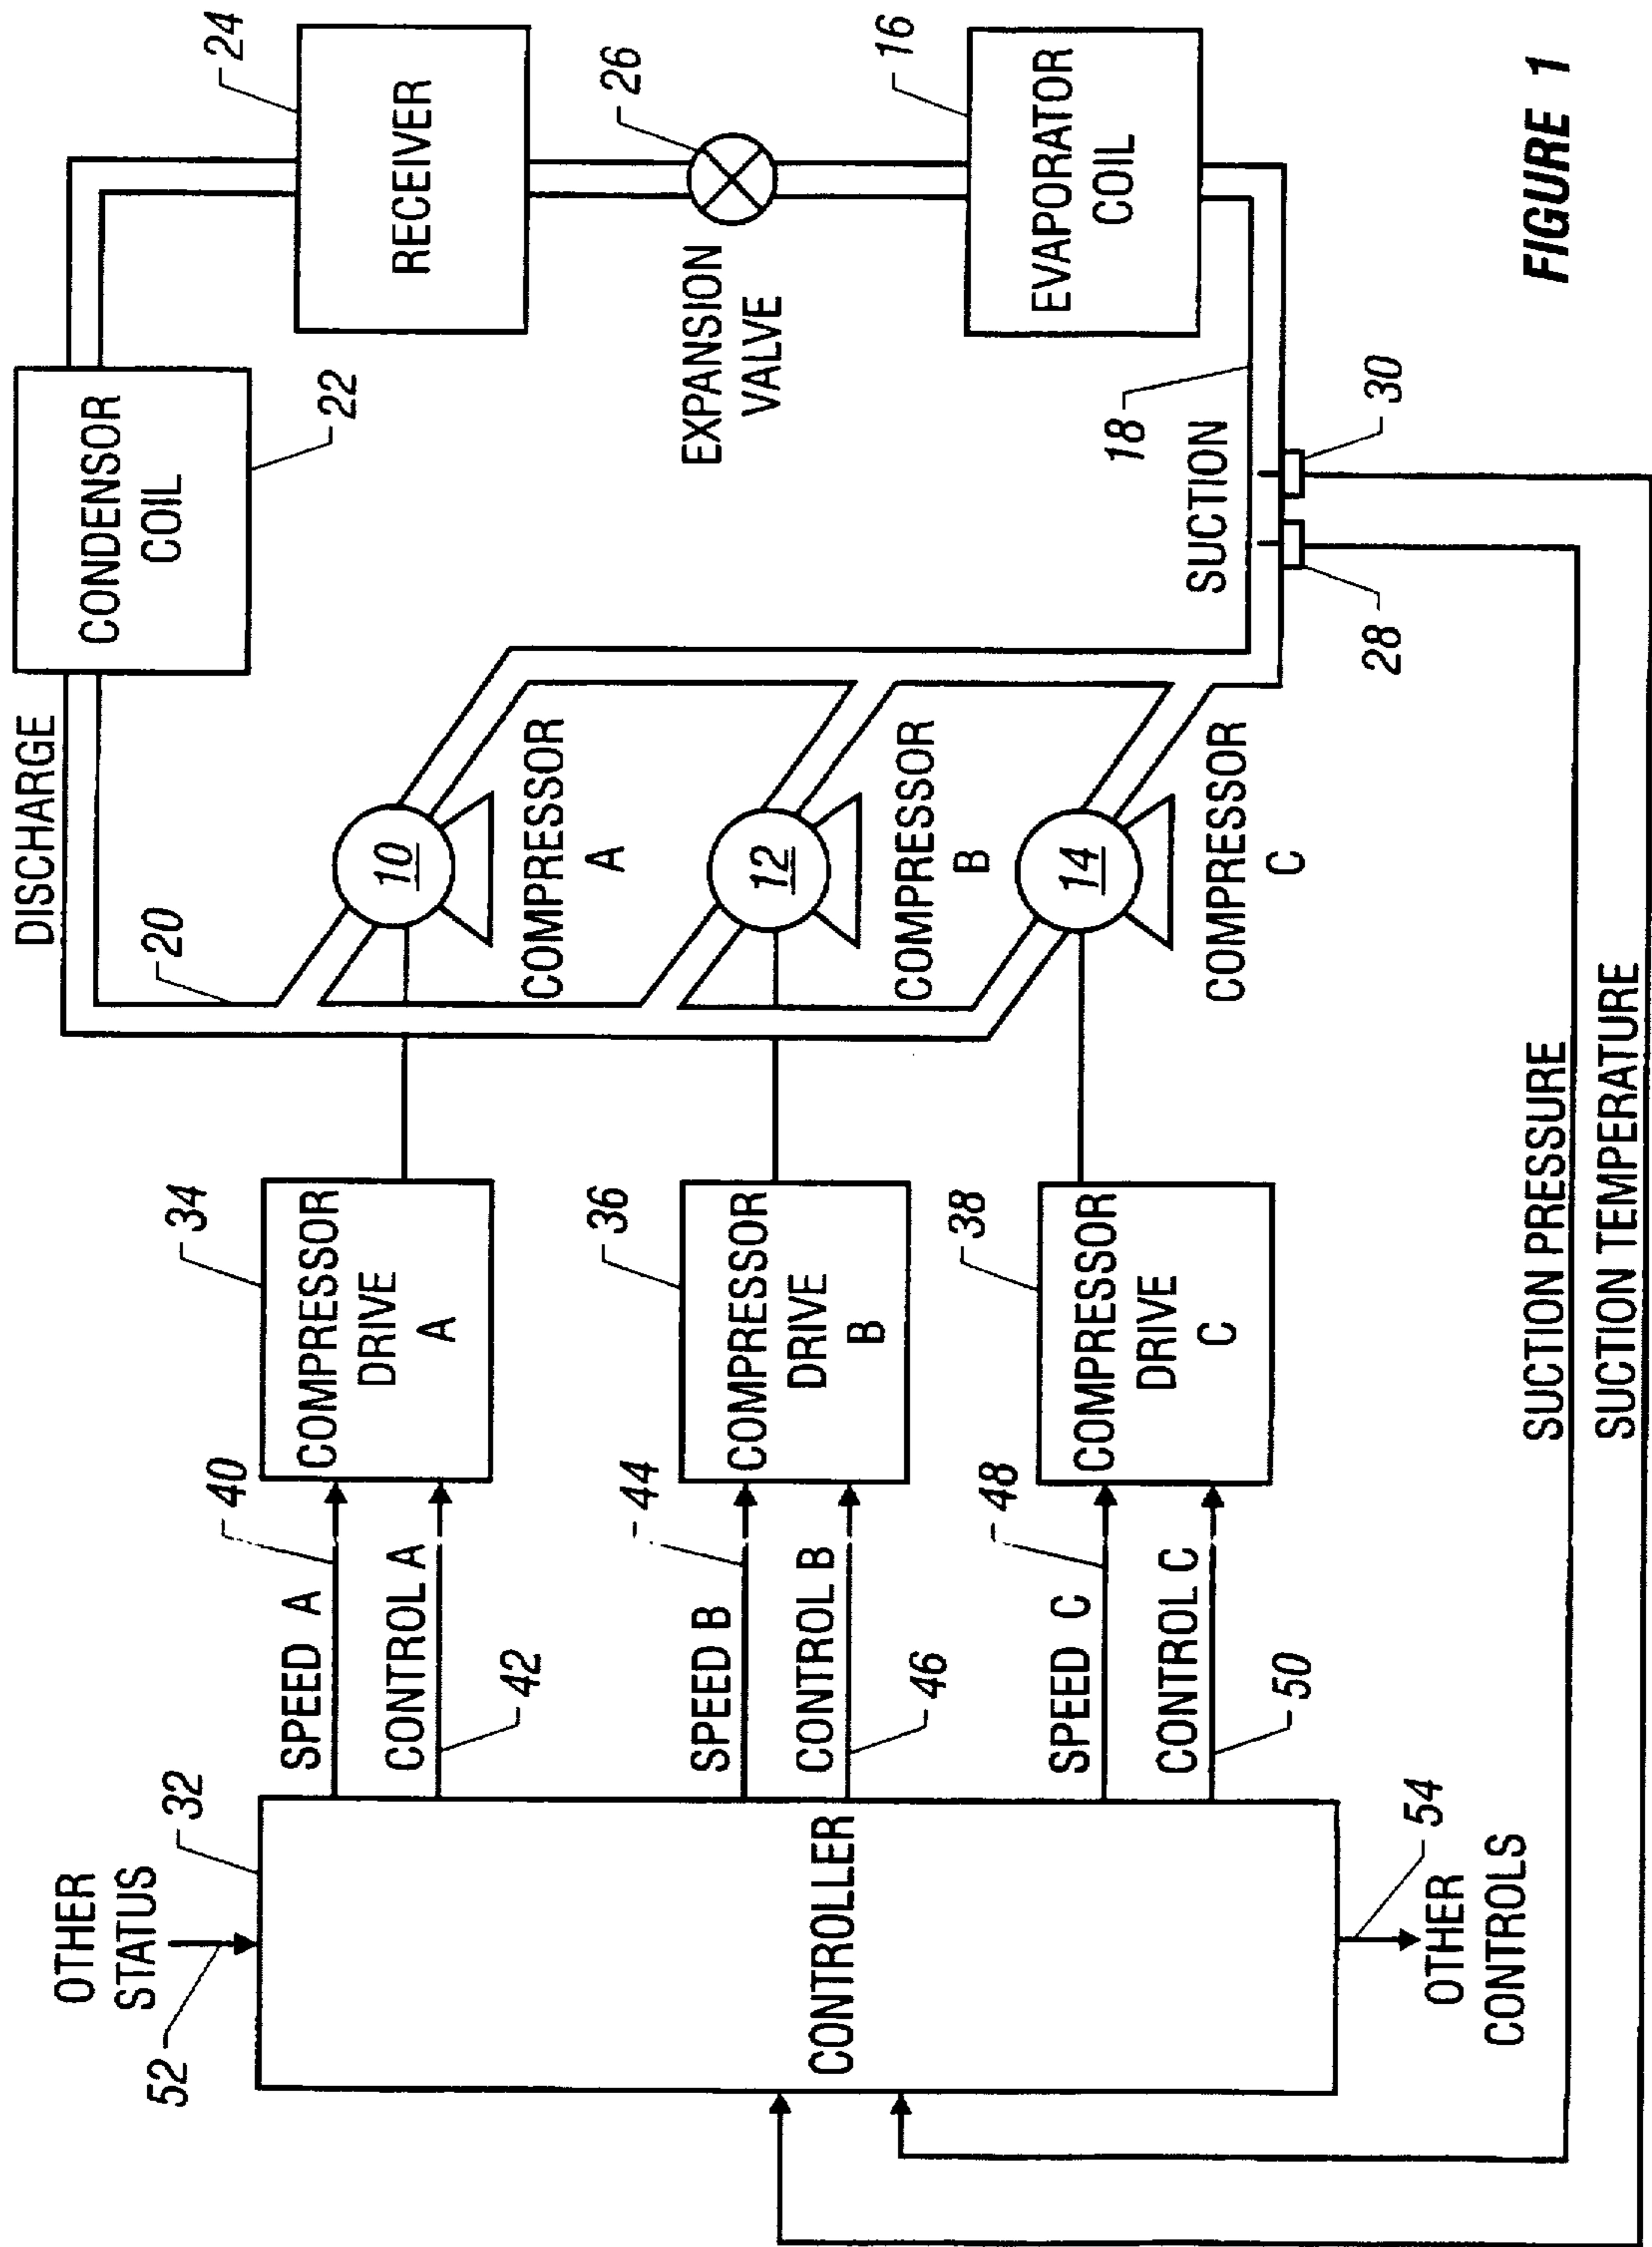 DISCHARGE
CONDENSOR
COIL
22
24
RECEIVER
26
EXPANSION
VALVE
16
EVAPORATOR
COIL
18
SUCTION
30
28
20
10
COMPRESSOR
A
12
COMPRESSOR
B
14
COMPRESSOR
C
34
COMPRESSOR
DRIVE
A
36
COMPRESSOR
DRIVE
B
38
COMPRESSOR
DRIVE
C
SPEED A
40
CONTROL A
42
SPEED B
44
CONTROL B
46
SPEED C
48
CONTROL C
50
OTHER
STATUS
52
32
CONTROLLER
54
OTHER
CONTROLS
SUCTION PRESSURE
SUCTION TEMPERATURE
FIGURE 1